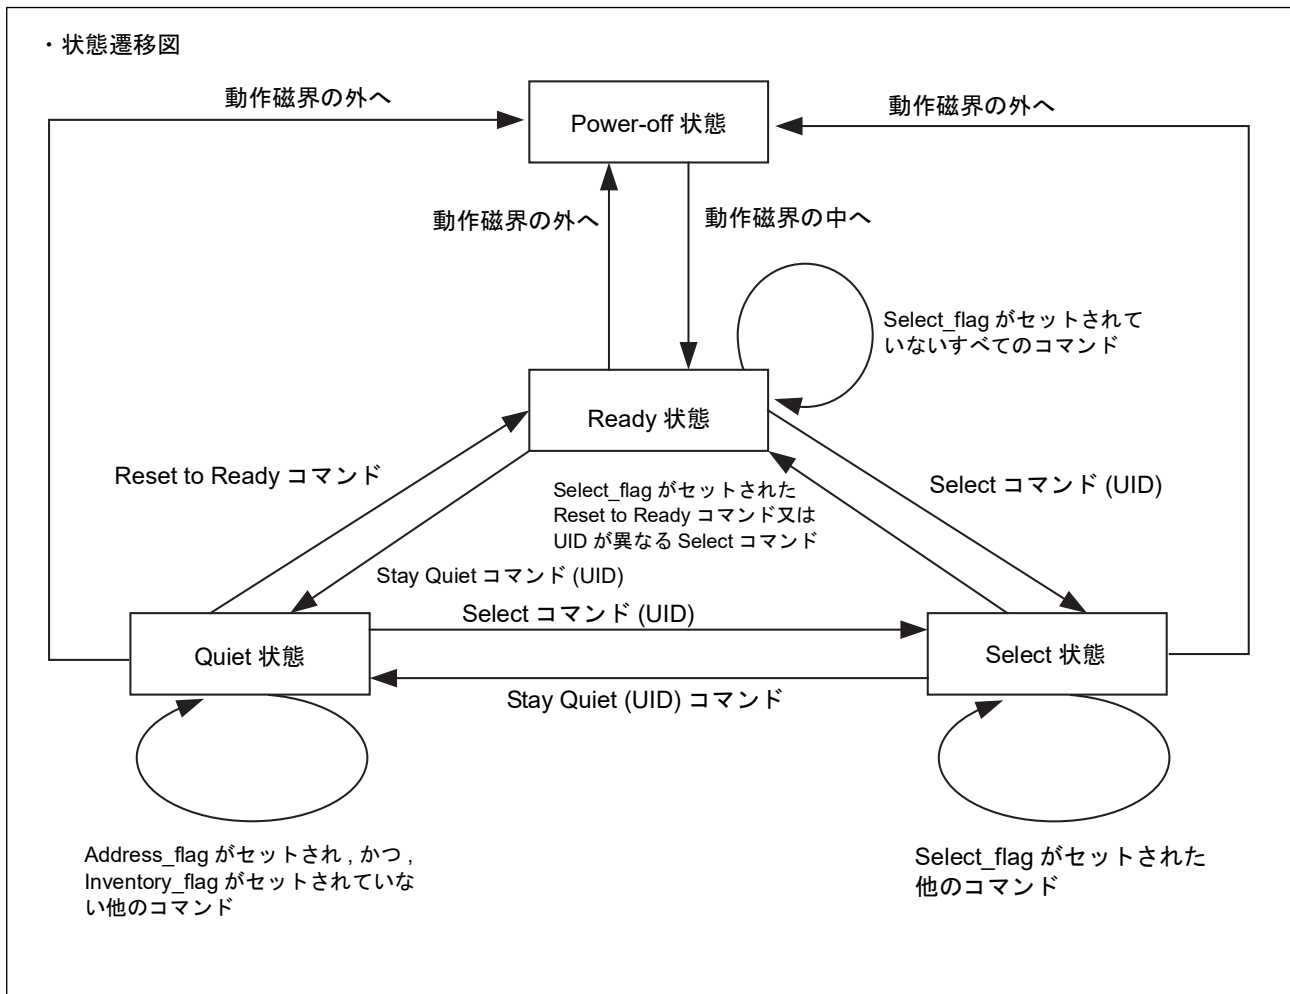 ・状態遷移図
動作磁界の外へ
動作磁界の外へ
Power-off 状態
動作磁界の外へ
動作磁界の中へ
Select_flag がセットされて
いないすべてのコマンド
Ready 状態
Reset to Ready コマンド
Select_flag がセットされた
Reset to Ready コマンド又は
UID が異なる Select コマンド
Select コマンド (UID)
Stay Quiet コマンド (UID)
Select コマンド (UID)
Quiet 状態
Select 状態
Stay Quiet (UID) コマンド
Address_flag がセットされ , かつ ,
Inventory_flag がセットされていな
い他のコマンド
Select_flag がセットされた
他のコマンド